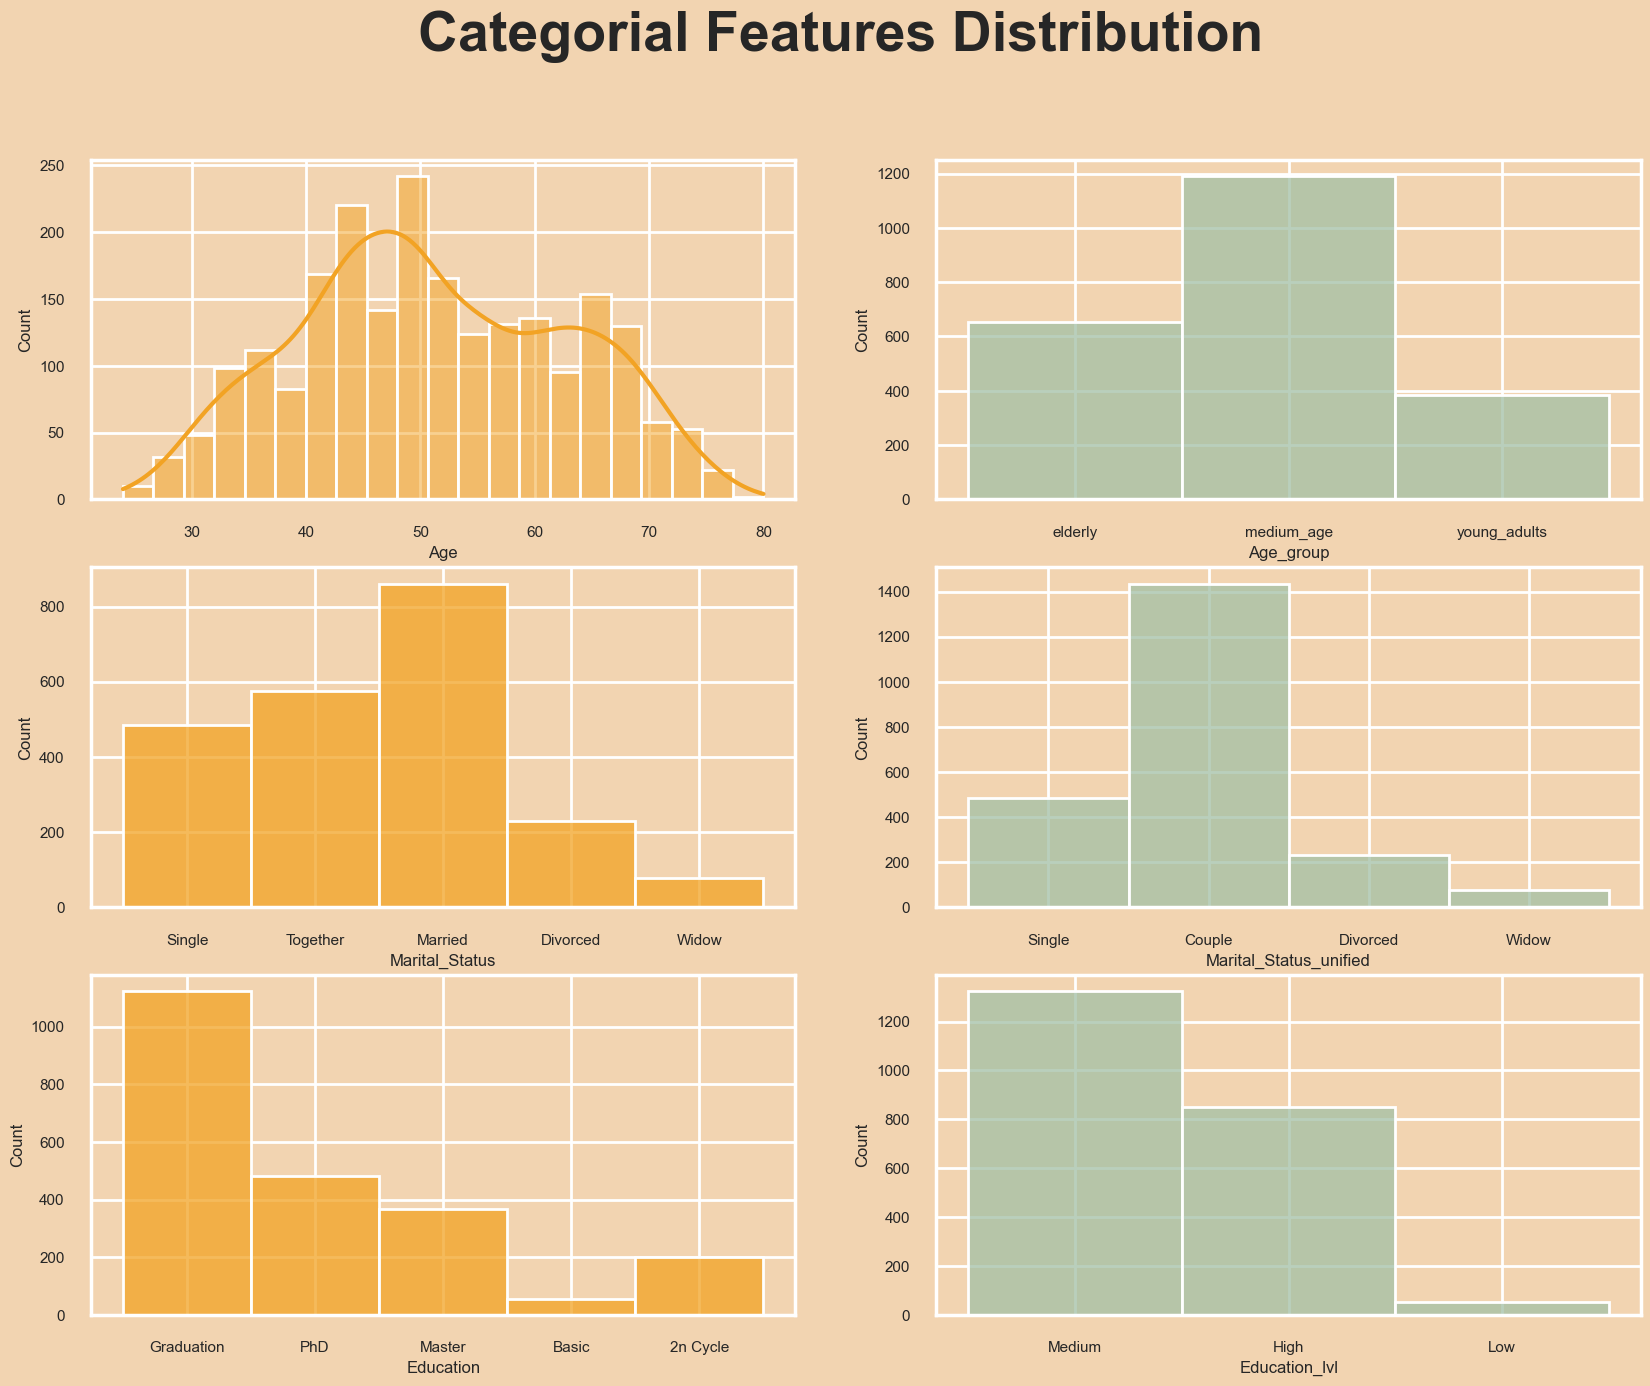 Categorial Features Distribution
250
200
150
100
50
0
Count
30 40 50 60 70 80
Age
1200
1000
800
600
400
200
0
Count
elderly medium_age young_adults
Age_group
800
600
400
200
0
Count
Single Together Married Divorced Widow
Marital_Status
1400
1200
1000
800
600
400
200
0
Count
Single Couple Divorced Widow
Marital_Status_unified
1000
800
600
400
200
0
Count
Graduation PhD Master Basic 2n Cycle
Education
1200
1000
800
600
400
200
0
Count
Medium High Low
Education_lvl